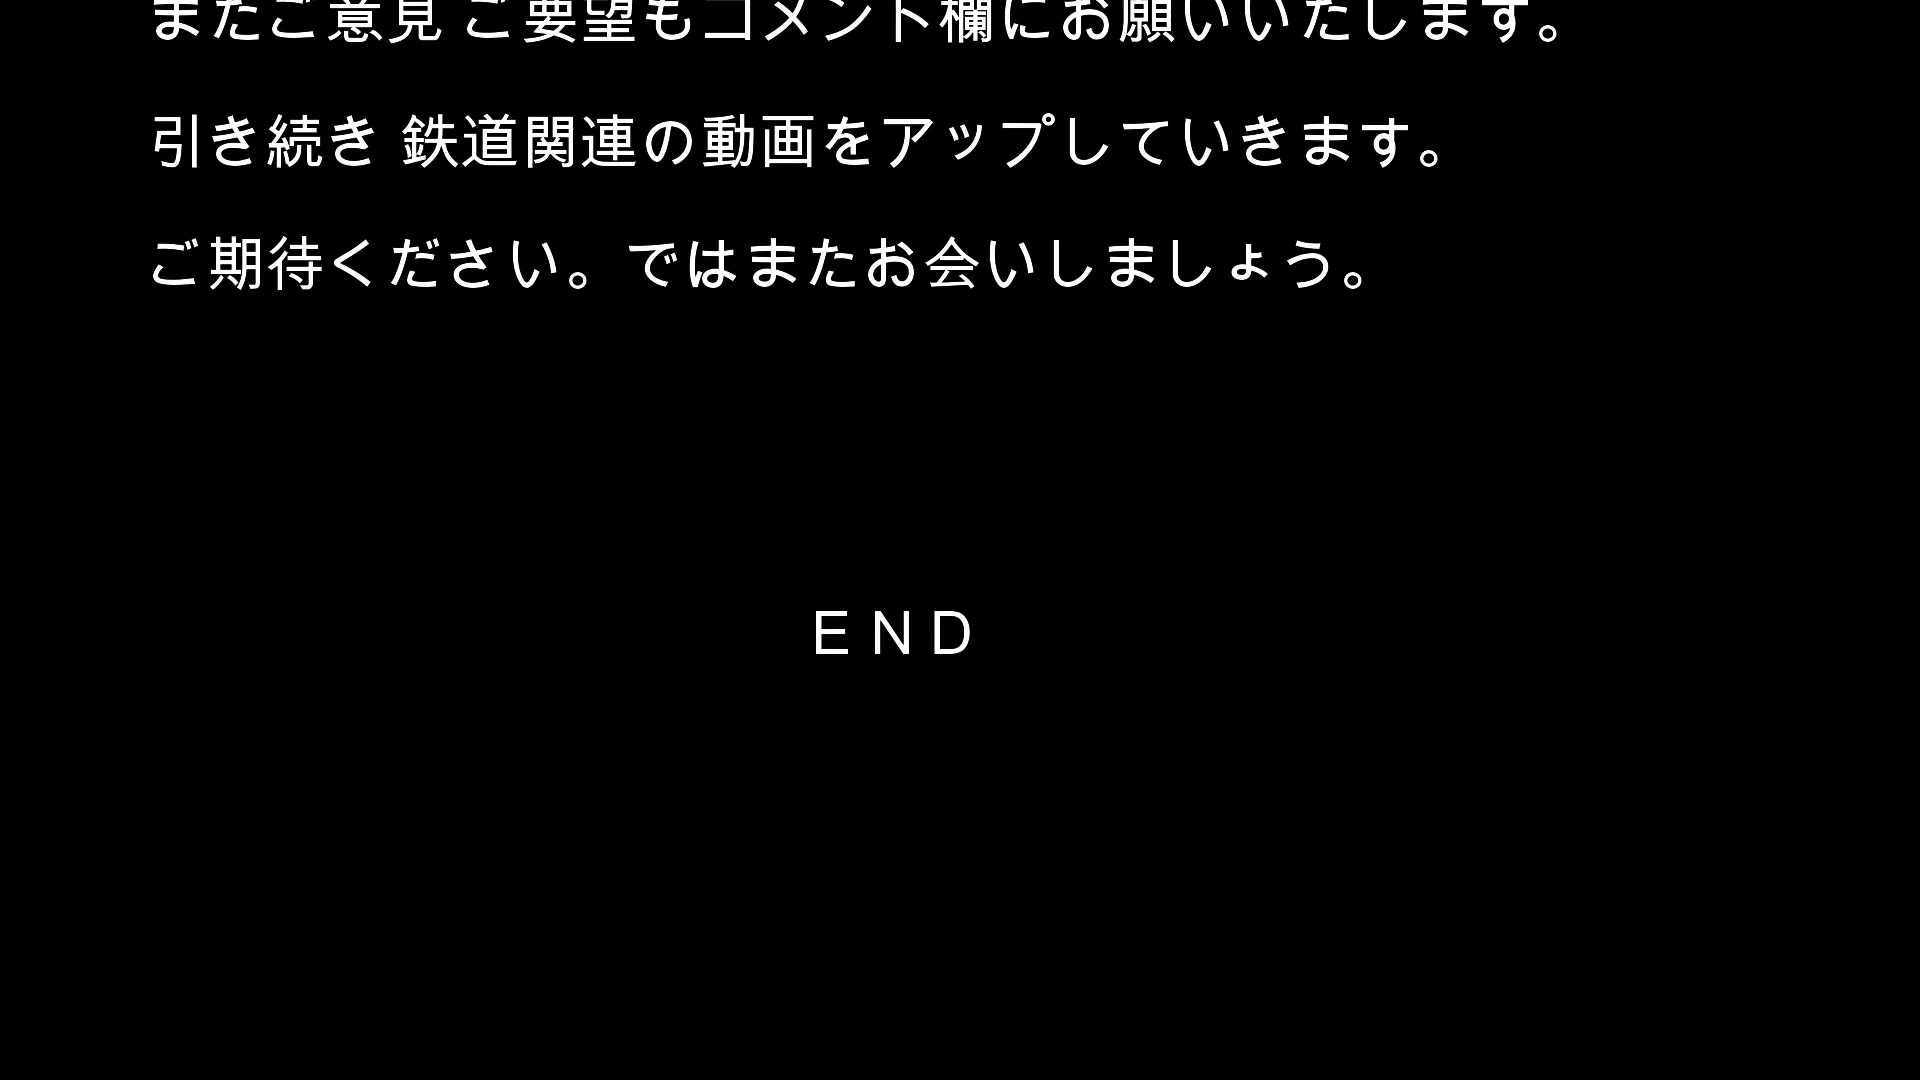 またご意見 ご要望もコメント欄にお願いいたします。
引き続き 鉄道関連の動画をアップしていきます。
ご期待ください。ではまたお会いしましょう。
ＥＮＤ